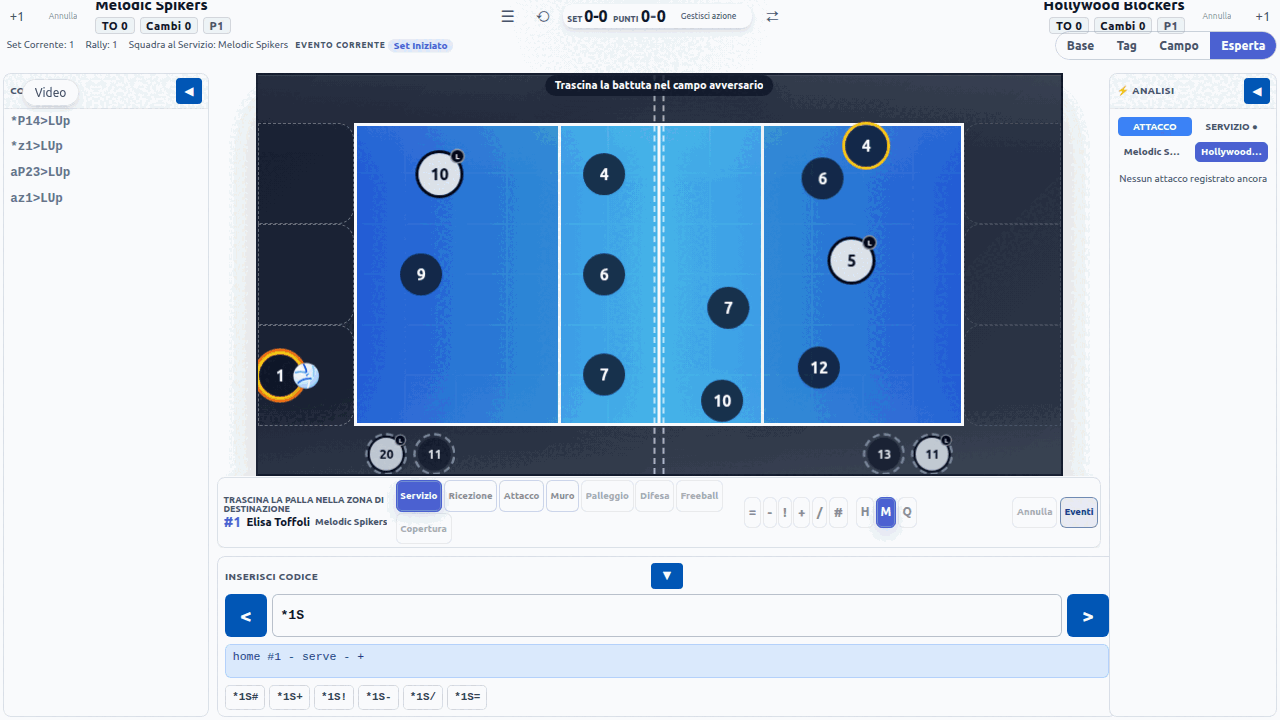 +1
Annulla
Melodic Spikers
TO 0
Cambi 0
P1
SET 0-0 PUNTI 0-0
Gestisci azione
Hollywood Blockers
TO 0
Cambi 0
P1
Annulla
+1
Set Corrente: 1
Rally: 1
Squadra al Servizio: Melodic Spikers
EVENTO CORRENTE
Set Iniziato
Base
Tag
Campo
Esperta
CO
Video
*P14>LUp
*z1>LUp
aP23>LUp
az1>LUp
Trascina la battuta nel campo avversario
10 L
4
6
4
9
6
5 L
7
1
7
12
10
20 L
11
13
11 L
⚡ ANALISI
ATTACCO
SERVIZIO ●
Melodic S...
Hollywood...
Nessun attacco registrato ancora
TRASCINA LA PALLA NELLA ZONA DI
DESTINAZIONE
#1 Elisa Toffoli Melodic Spikers
Servizio
Ricezione
Attacco
Muro
Palleggio
Difesa
Freeball
Copertura
= - ! + / #
H M Q
Annulla
Eventi
INSERISCI CODICE
<
*1S
>
home #1 - serve - +
*1S#
*1S+
*1S!
*1S-
*1S/
*1S=